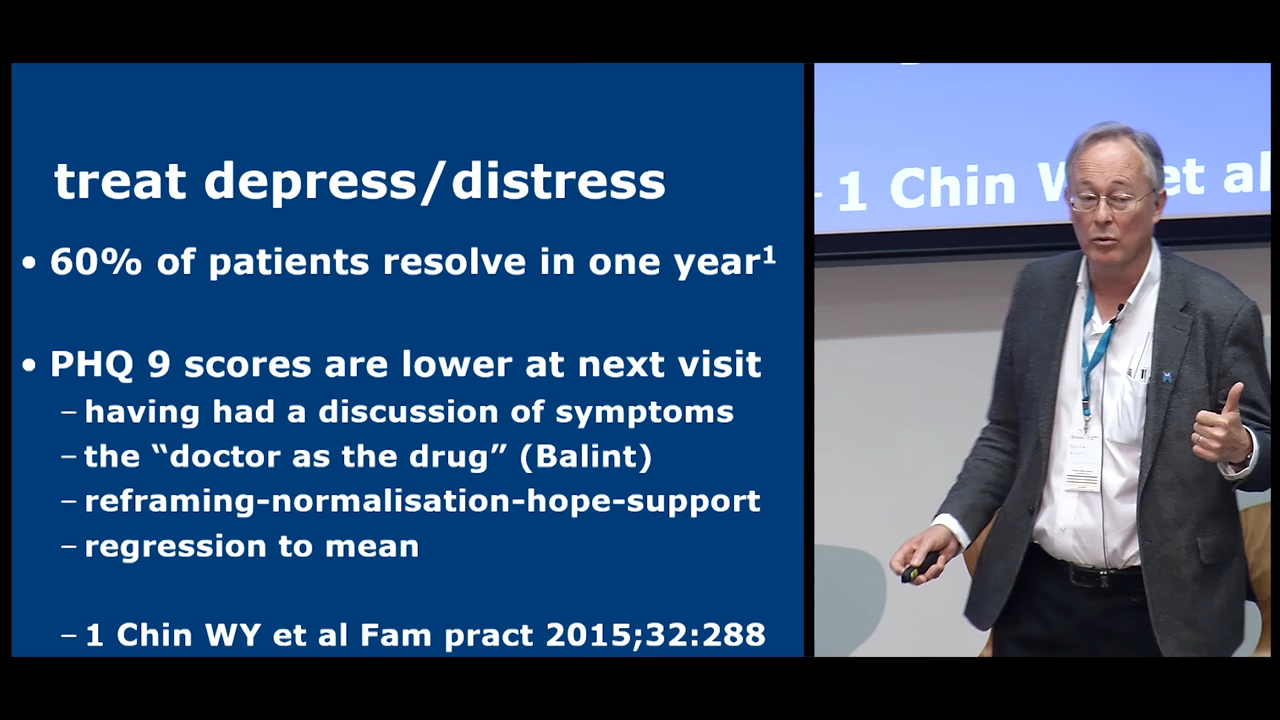 treat depress/distress
• 60% of patients resolve in one year¹
• PHQ 9 scores are lower at next visit
– having had a discussion of symptoms
– the “doctor as the drug” (Balint)
– reframing-normalisation-hope-support
– regression to mean
– 1 Chin WY et al Fam pract 2015;32:288
– 1 Chin W et al